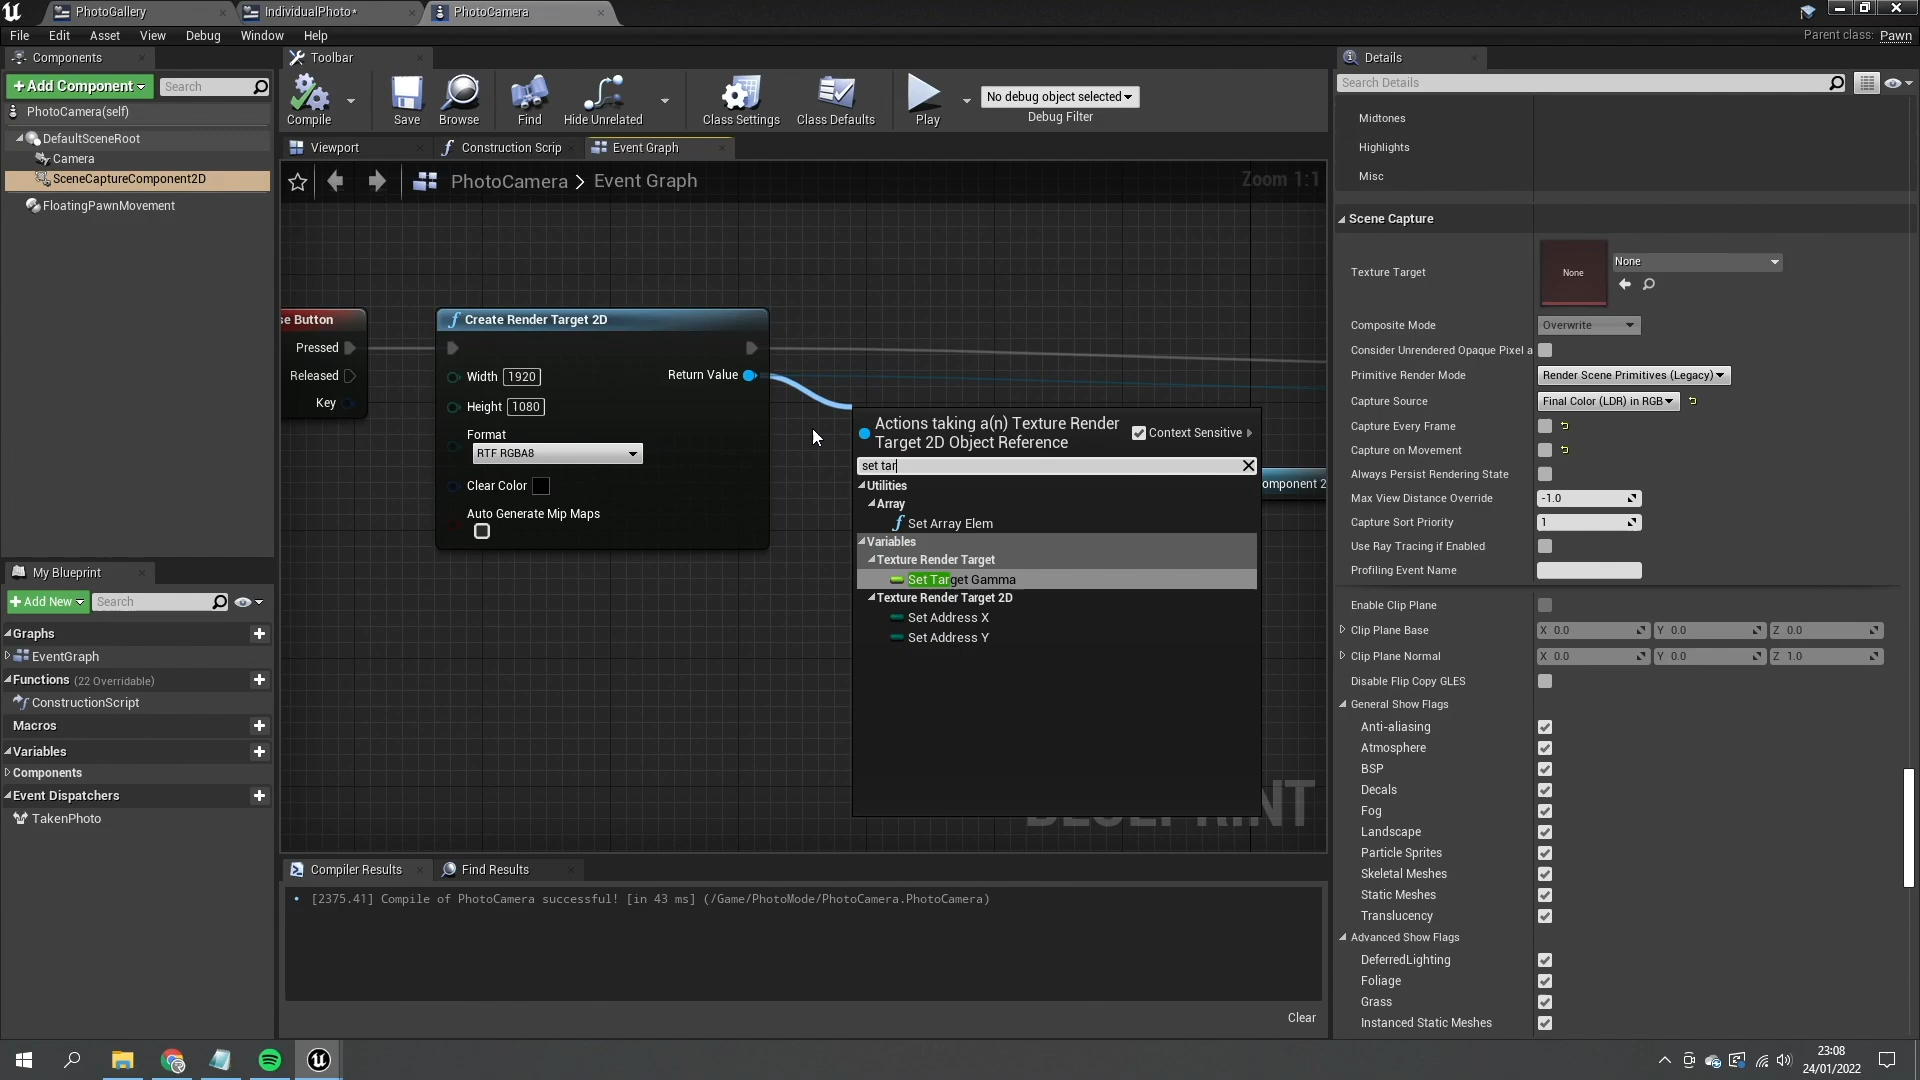 PhotoGallery
IndividualPhoto*
PhotoCamera
File Edit Asset View Debug Window Help
Parent class: Pawn
Components
+Add Component
Search
PhotoCamera(self)
DefaultSceneRoot
Camera
SceneCaptureComponent2D
FloatingPawnMovement
My Blueprint
+Add New
Search
Graphs
EventGraph
Functions (22 Overridable)
ConstructionScript
Macros
Variables
Components
Event Dispatchers
TakenPhoto
Toolbar
Compile
Save
Browse
Find
Hide Unrelated
Class Settings
Class Defaults
Play
No debug object selected
Debug Filter
Viewport
Construction Scrip
Event Graph
PhotoCamera > Event Graph
Zoom 1:1
se Button
Pressed
Released
Key
Create Render Target 2D
Width 1920
Return Value
Height 1080
Format
RTF RGBA8
Clear Color
Auto Generate Mip Maps
omponent 2
Actions taking a(n) Texture Render
Target 2D Object Reference
Context Sensitive
set tar
Utilities
Array
Set Array Elem
Variables
Texture Render Target
Set Target Gamma
Texture Render Target 2D
Set Address X
Set Address Y
Compiler Results
Find Results
[2375.41] Compile of PhotoCamera successful! [in 43 ms] (/Game/PhotoMode/PhotoCamera.PhotoCamera)
Clear
Details
Search Details
Midtones
Highlights
Misc
Scene Capture
Texture Target
None
None
Composite Mode Overwrite
Consider Unrendered Opaque Pixel a
Primitive Render Mode Render Scene Primitives (Legacy)
Capture Source Final Color (LDR) in RGB
Capture Every Frame
Capture on Movement
Always Persist Rendering State
Max View Distance Override -1.0
Capture Sort Priority 1
Use Ray Tracing if Enabled
Profiling Event Name
Enable Clip Plane
Clip Plane Base X 0.0 Y 0.0 Z 0.0
Clip Plane Normal X 0.0 Y 0.0 Z 1.0
Disable Flip Copy GLES
General Show Flags
Anti-aliasing
Atmosphere
BSP
Decals
Fog
Landscape
Particle Sprites
Skeletal Meshes
Static Meshes
Translucency
Advanced Show Flags
DeferredLighting
Foliage
Grass
Instanced Static Meshes
23:08
24/01/2022